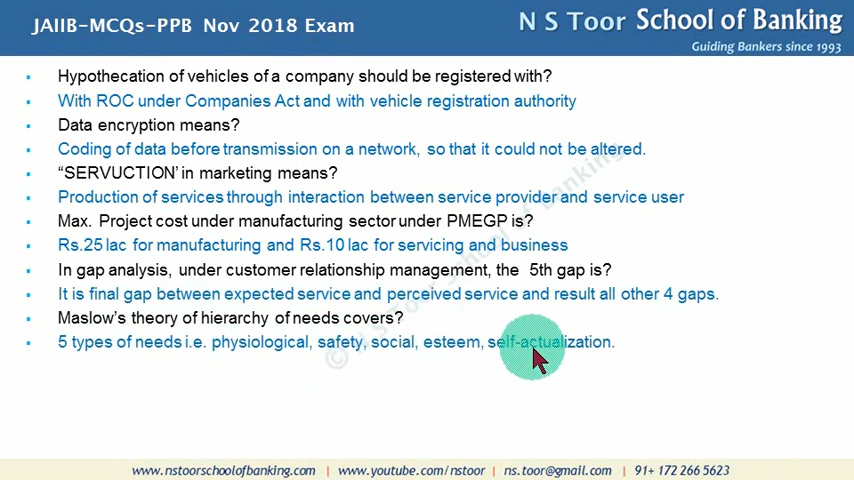 JAIIB-MCQs-PPB Nov 2018 Exam
N S Toor School of Banking
Guiding Bankers since 1993
Hypothecation of vehicles of a company should be registered with?
With ROC under Companies Act and with vehicle registration authority
Data encryption means?
Coding of data before transmission on a network, so that it could not be altered.
“SERVUCTION’ in marketing means?
Production of services through interaction between service provider and service user
Max. Project cost under manufacturing sector under PMEGP is?
Rs.25 lac for manufacturing and Rs.10 lac for servicing and business
In gap analysis, under customer relationship management, the 5th gap is?
It is final gap between expected service and perceived service and result all other 4 gaps.
Maslow’s theory of hierarchy of needs covers?
5 types of needs i.e. physiological, safety, social, esteem, self-actualization.
© N S Toor School of Banking
www.nstoorschoolofbanking.com | www.youtube.com/nstoor | ns.toor@gmail.com | 91+ 172 266 5623